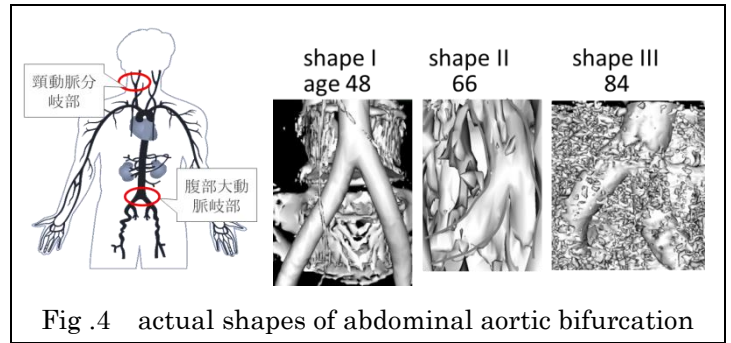 頸動脈分
岐部
腹部大動
脈岐部
shape I
age 48
shape II
66
shape III
84
Fig .4 actual shapes of abdominal aortic bifurcation